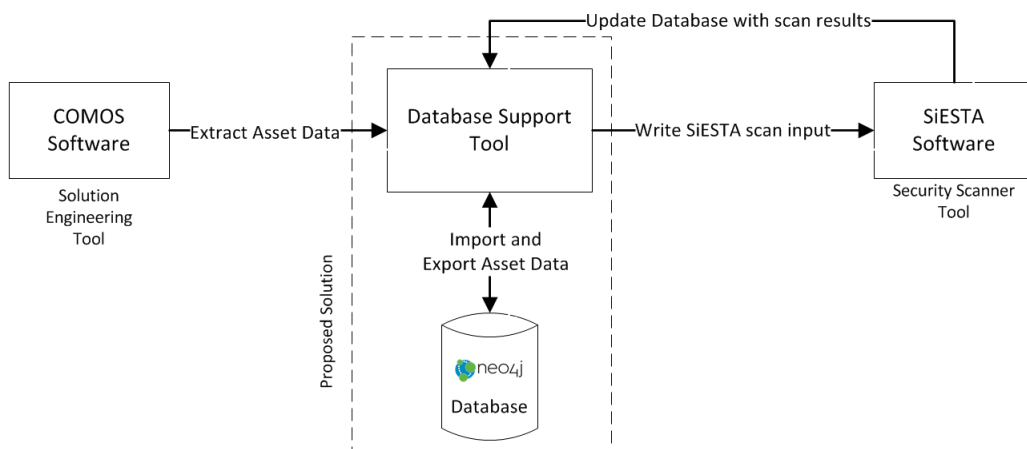 Update Database with scan results
COMOS
Software
Extract Asset Data
Database Support
Tool
Write SiESTA scan input
SiESTA
Software
Solution
Engineering
Tool
Security Scanner
Tool
Import and
Export Asset Data
Proposed Solution
neo4j
Database